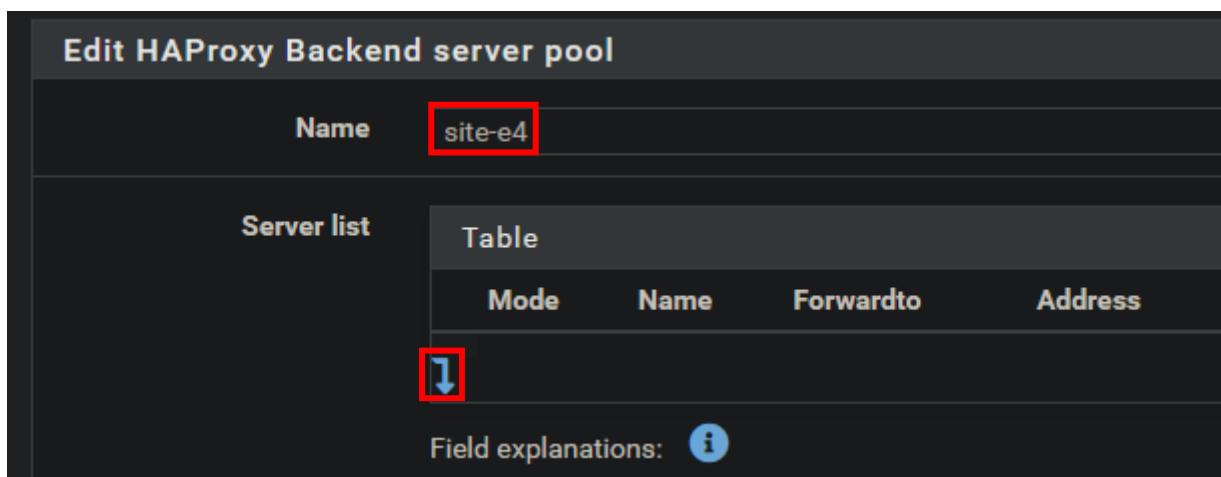 Edit HAProxy Backend server pool
Name site-e4
Server list
Table
Mode Name Forwardto Address
Field explanations: